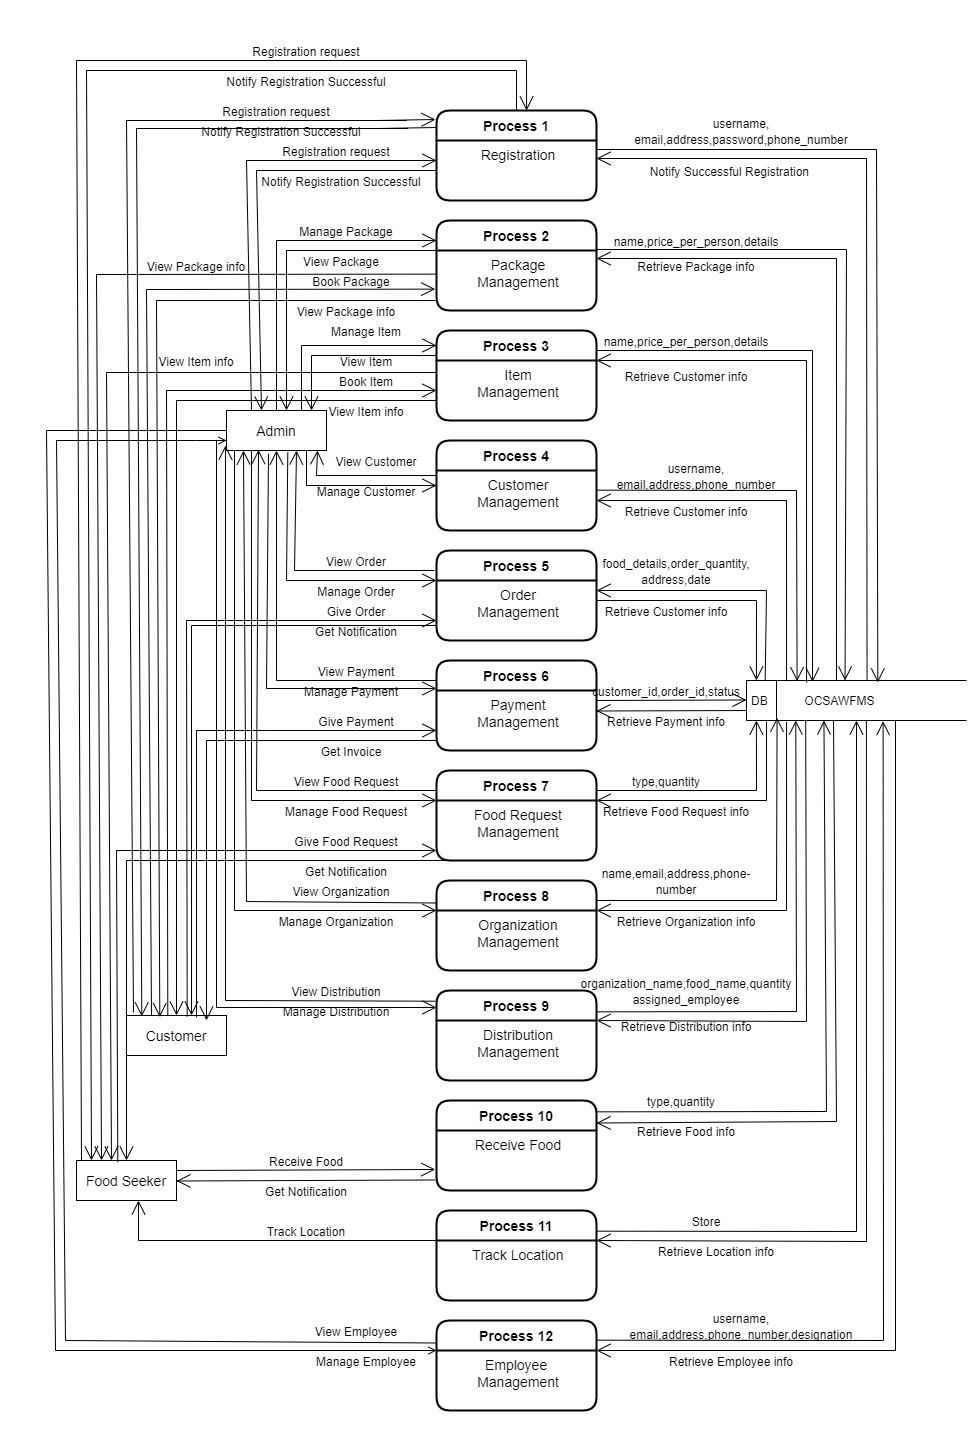 Registration request
Notify Registration Successful
Registration request
Notify Registration Successful
Registration request
Notify Registration Successful
Process 1
Registration
username,
email,address,password,phone_number
Notify Successful Registration
Manage Package
View Package
View Package info
Book Package
View Package info
Process 2
Package
Management
name,price_per_person,details
Retrieve Package info
Manage Item
View Item
View Item info
Book Item
View Item info
Process 3
Item
Management
name,price_per_person,details
Retrieve Customer info
Admin
View Customer
Manage Customer
Process 4
Customer
Management
username,
email,address,phone_number
Retrieve Customer info
View Order
Manage Order
Give Order
Get Notification
Process 5
Order
Management
food_details,order_quantity,
address,date
Retrieve Customer info
View Payment
Manage Payment
Give Payment
Get Invoice
Process 6
Payment
Management
customer_id,order_id,status
Retrieve Payment info
DB
OCSAWFMS
View Food Request
Manage Food Request
Give Food Request
Get Notification
Process 7
Food Request
Management
type,quantity
Retrieve Food Request info
View Organization
Manage Organization
Process 8
Organization
Management
name,email,address,phone-
number
Retrieve Organization info
View Distribution
Manage Distribution
Process 9
Distribution
Management
organization_name,food_name,quantity
assigned_employee
Retrieve Distribution info
Customer
Process 10
Receive Food
type,quantity
Retrieve Food info
Food Seeker
Receive Food
Get Notification
Track Location
Process 11
Track Location
Store
Retrieve Location info
View Employee
Manage Employee
Process 12
Employee
Management
username,
email,address,phone_number,designation
Retrieve Employee info